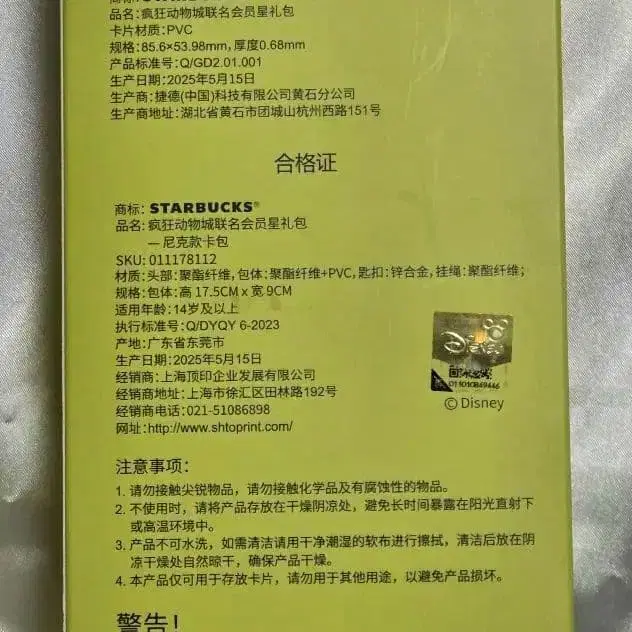 品名: 疯狂动物城联名会员星礼包
卡片材质: PVC
规格: 85.6×53.98mm, 厚度0.68mm
产品标准号: Q/GD2.01.001
生产日期: 2025年5月15日
生产商: 捷德(中国)科技有限公司黄石分公司
生产商地址: 湖北省黄石市团城山杭州西路151号
合格证
商标: STARBUCKS®
品名: 疯狂动物城联名会员星礼包
— 尼克款卡包
SKU: 011178112
材质: 头部: 聚酯纤维, 包体: 聚酯纤维+PVC, 匙扣: 锌合金, 挂绳: 聚酯纤维;
规格: 包体: 高 17.5CM x 宽 9CM
适用年龄: 14岁及以上
执行标准号: Q/DYQY 6-2023
产地: 广东省东莞市
生产日期: 2025年5月15日
经销商: 上海顶印企业发展有限公司
经销商地址: 上海市徐汇区田林路192号
经销商电话: 021-51086898
网址: http://www.shtoprint.com/
Disney
011010849446
© Disney
注意事项:
1. 请勿接触尖锐物品，请勿接触化学品及有腐蚀性的物品。
2. 不使用时，请将产品存放在干燥阴凉处，避免长时间暴露在阳光直射下
或高温环境中。
3. 产品不可水洗，如需清洁请用干净潮湿的软布进行擦拭，清洁后放在阴
凉干燥处自然晾干，确保产品干燥。
4. 本产品仅可用于存放卡片，请勿用于其他用途，以避免产品损坏。
警告!